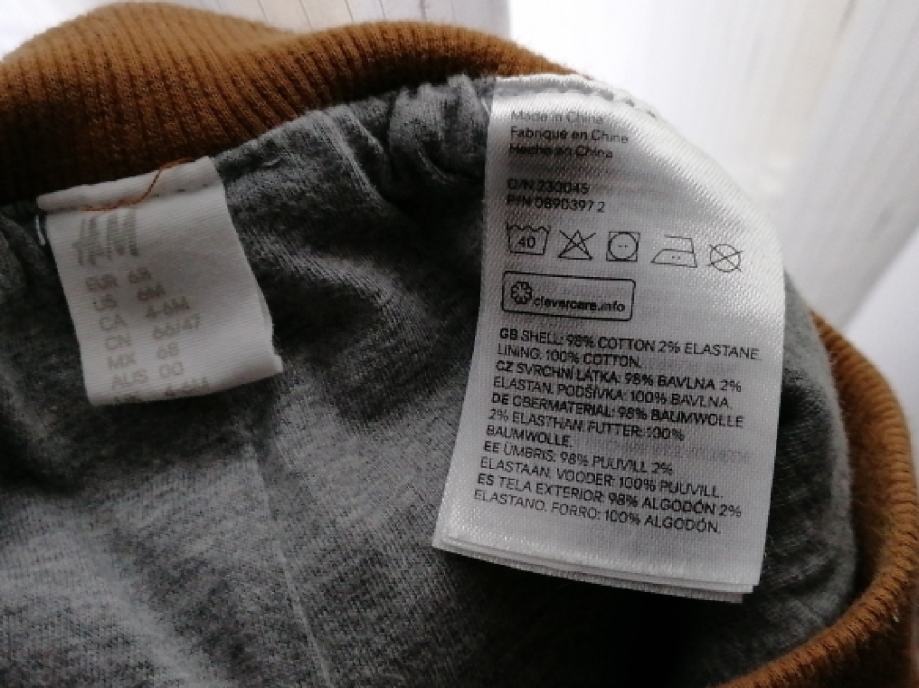 H&M
EUR 68
US 6M
CA 4-6M
CN 66/47
MX 68
AUS 00
4-6M
Made in China
Fabriqué en Chine
Hecho en China
O/N 230045
P/N 0890397 2
40
clevercare.info
GB SHELL: 98% COTTON 2% ELASTANE.
LINING: 100% COTTON.
CZ SVRCHNÍ LÁTKA: 98% BAVLNA 2%
ELASTAN. PODŠÍVKA: 100% BAVLNA.
DE OBERMATERIAL: 98% BAUMWOLLE
2% ELASTHAN. FUTTER: 100%
BAUMWOLLE.
EE ÜMBRIS: 98% PUUVILL 2%
ELASTAAN. VOODER: 100% PUUVILL.
ES TELA EXTERIOR: 98% ALGODÓN 2%
ELASTANO. FORRO: 100% ALGODÓN.